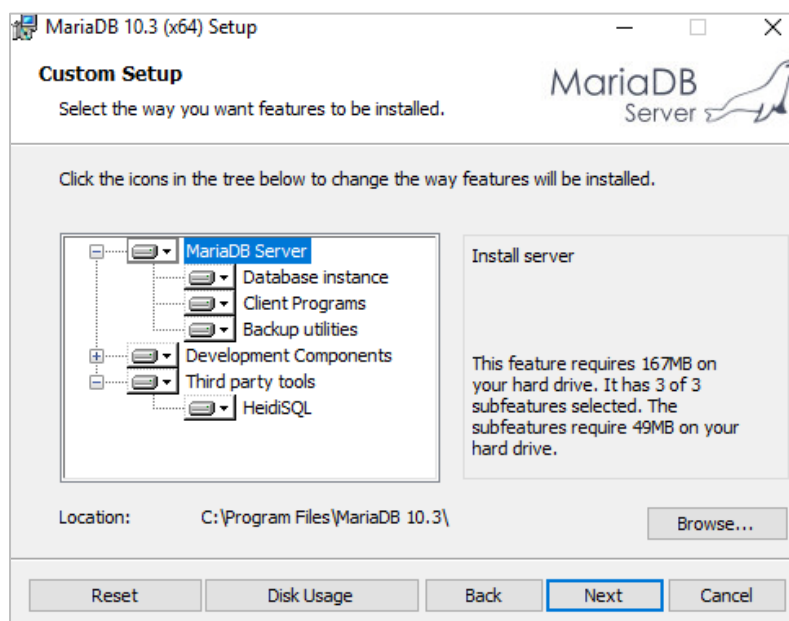 MariaDB 10.3 (x64) Setup
Custom Setup
Select the way you want features to be installed.
MariaDB
Server
Click the icons in the tree below to change the way features will be installed.
MariaDB Server
Database instance
Client Programs
Backup utilities
Development Components
Third party tools
HeidiSQL
Install server
This feature requires 167MB on
your hard drive. It has 3 of 3
subfeatures selected. The
subfeatures require 49MB on your
hard drive.
Location: C:\Program Files\MariaDB 10.3\
Browse...
Reset Disk Usage Back Next Cancel